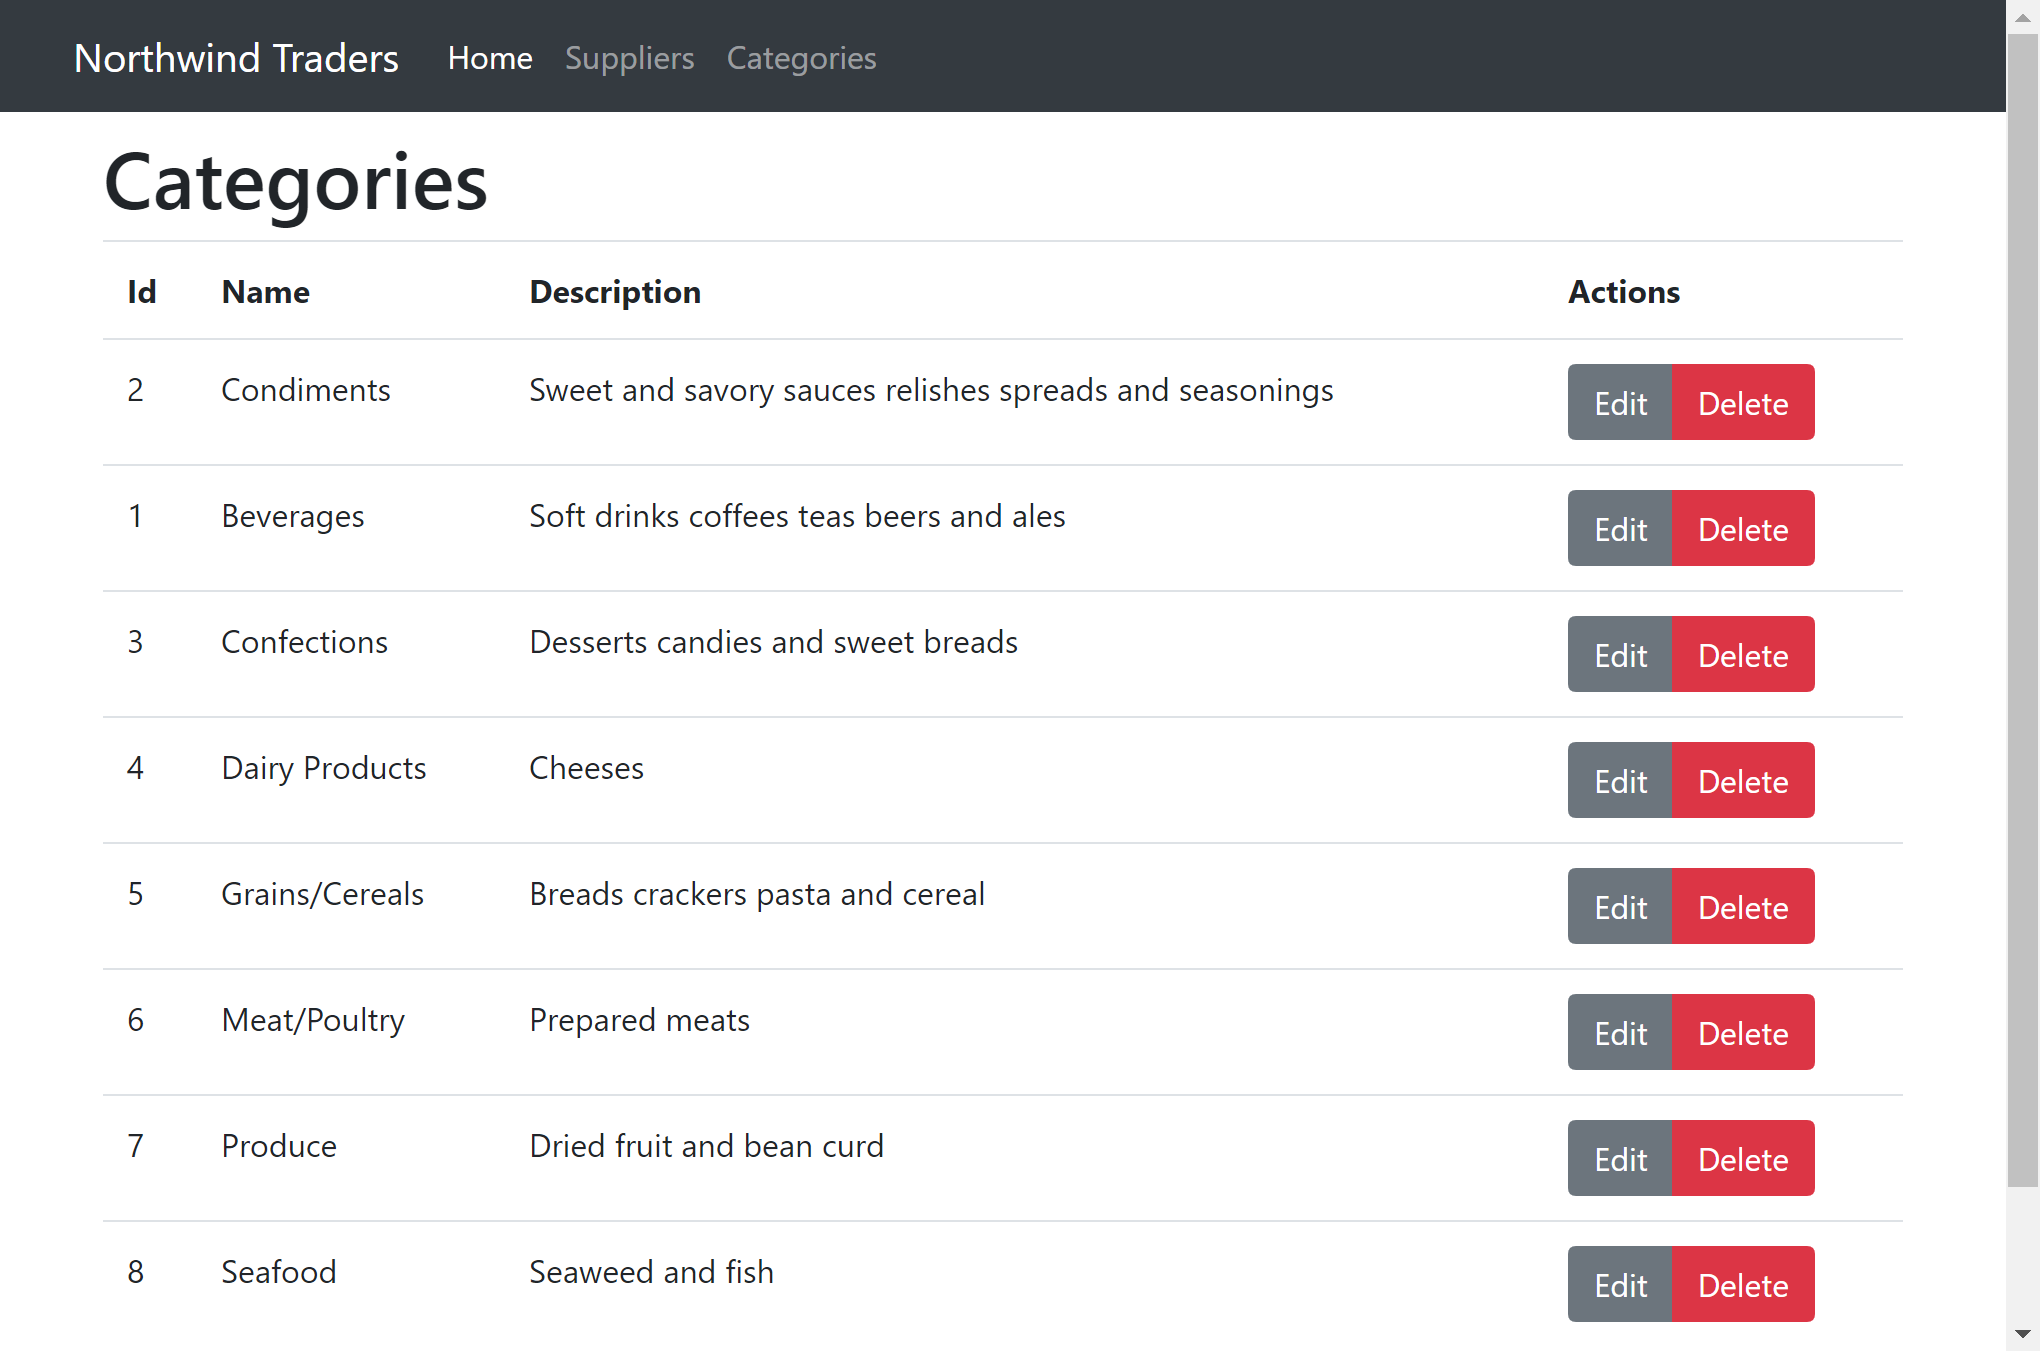 Northwind Traders Home Suppliers Categories
Categories
Id Name Description Actions
2 Condiments Sweet and savory sauces relishes spreads and seasonings Edit Delete
1 Beverages Soft drinks coffees teas beers and ales Edit Delete
3 Confections Desserts candies and sweet breads Edit Delete
4 Dairy Products Cheeses Edit Delete
5 Grains/Cereals Breads crackers pasta and cereal Edit Delete
6 Meat/Poultry Prepared meats Edit Delete
7 Produce Dried fruit and bean curd Edit Delete
8 Seafood Seaweed and fish Edit Delete